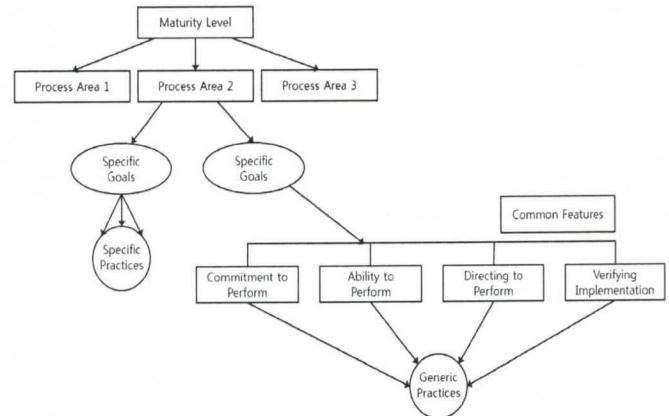 Maturity Level
Process Area 1
Process Area 2
Process Area 3
Specific
Goals
Specific
Goals
Common Features
Specific
Practices
Commitment to
Perform
Ability to
Perform
Directing to
Perform
Verifying
Implementation
Generic
Practices